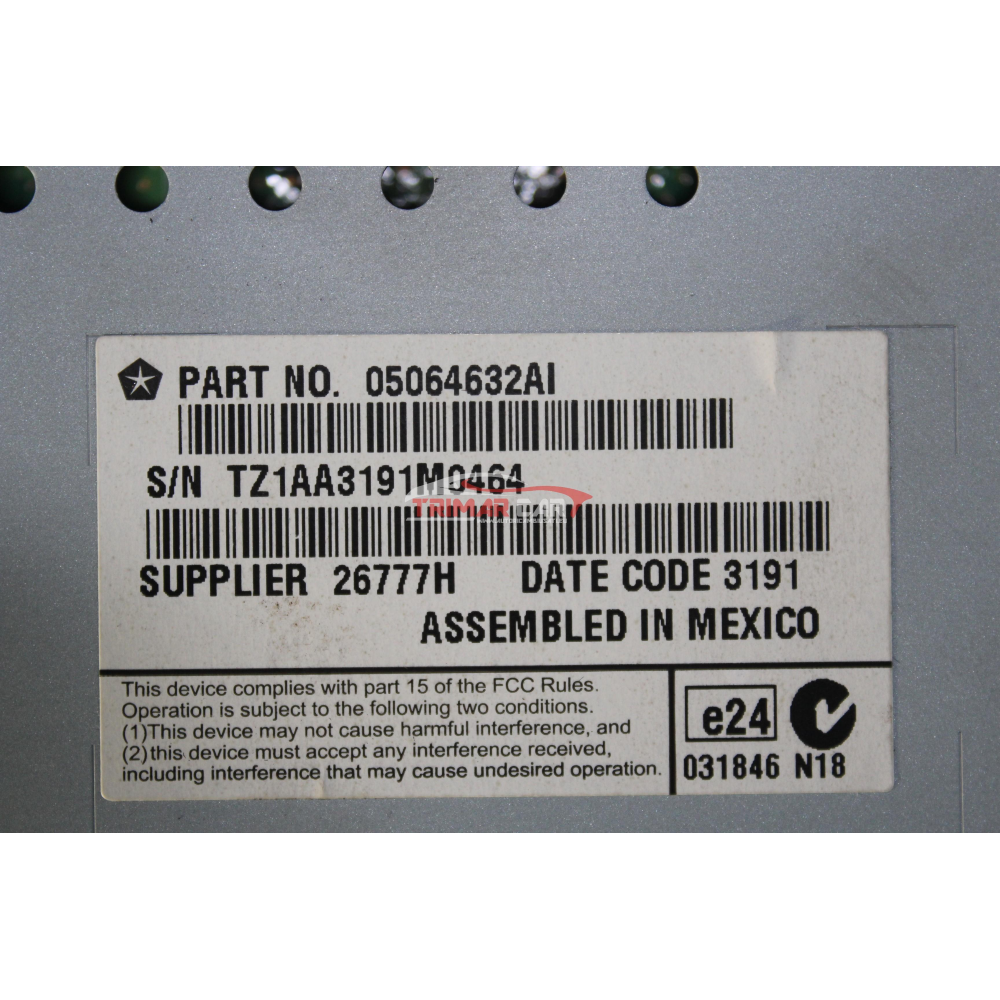 PART NO. 05064632AI
S/N TZ1AA3191M0464
TRIMAR CAR
SUPPLIER 26777H DATE CODE 3191
ASSEMBLED IN MEXICO
This device complies with part 15 of the FCC Rules.
Operation is subject to the following two conditions.
(1)This device may not cause harmful interference, and
(2)this device must accept any interference received,
including interference that may cause undesired operation.
e24
031846 N18